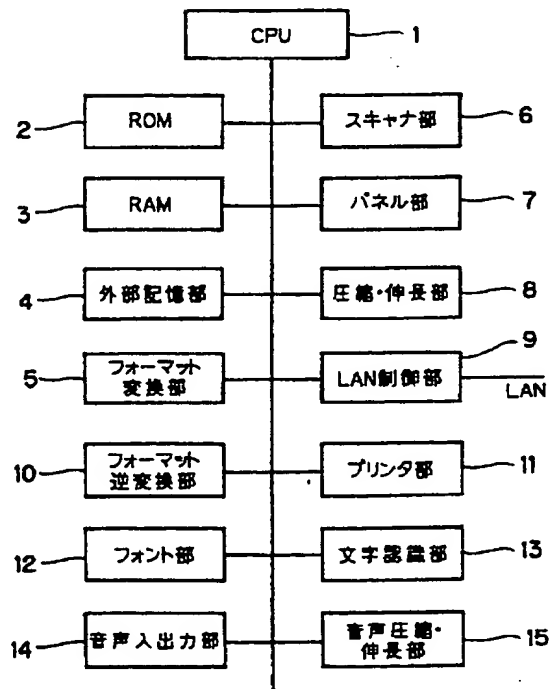 CPU 1
2 ROM スキャナ部 6
3 RAM パネル部 7
4 外部記憶部 圧縮・伸長部 8
5 フォーマット
変換部 LAN制御部 9
LAN
10 フォーマット
逆変換部 プリンタ部 11
12 フォント部 文字認識部 13
14 音声入出力部 音声圧縮・
伸長部 15